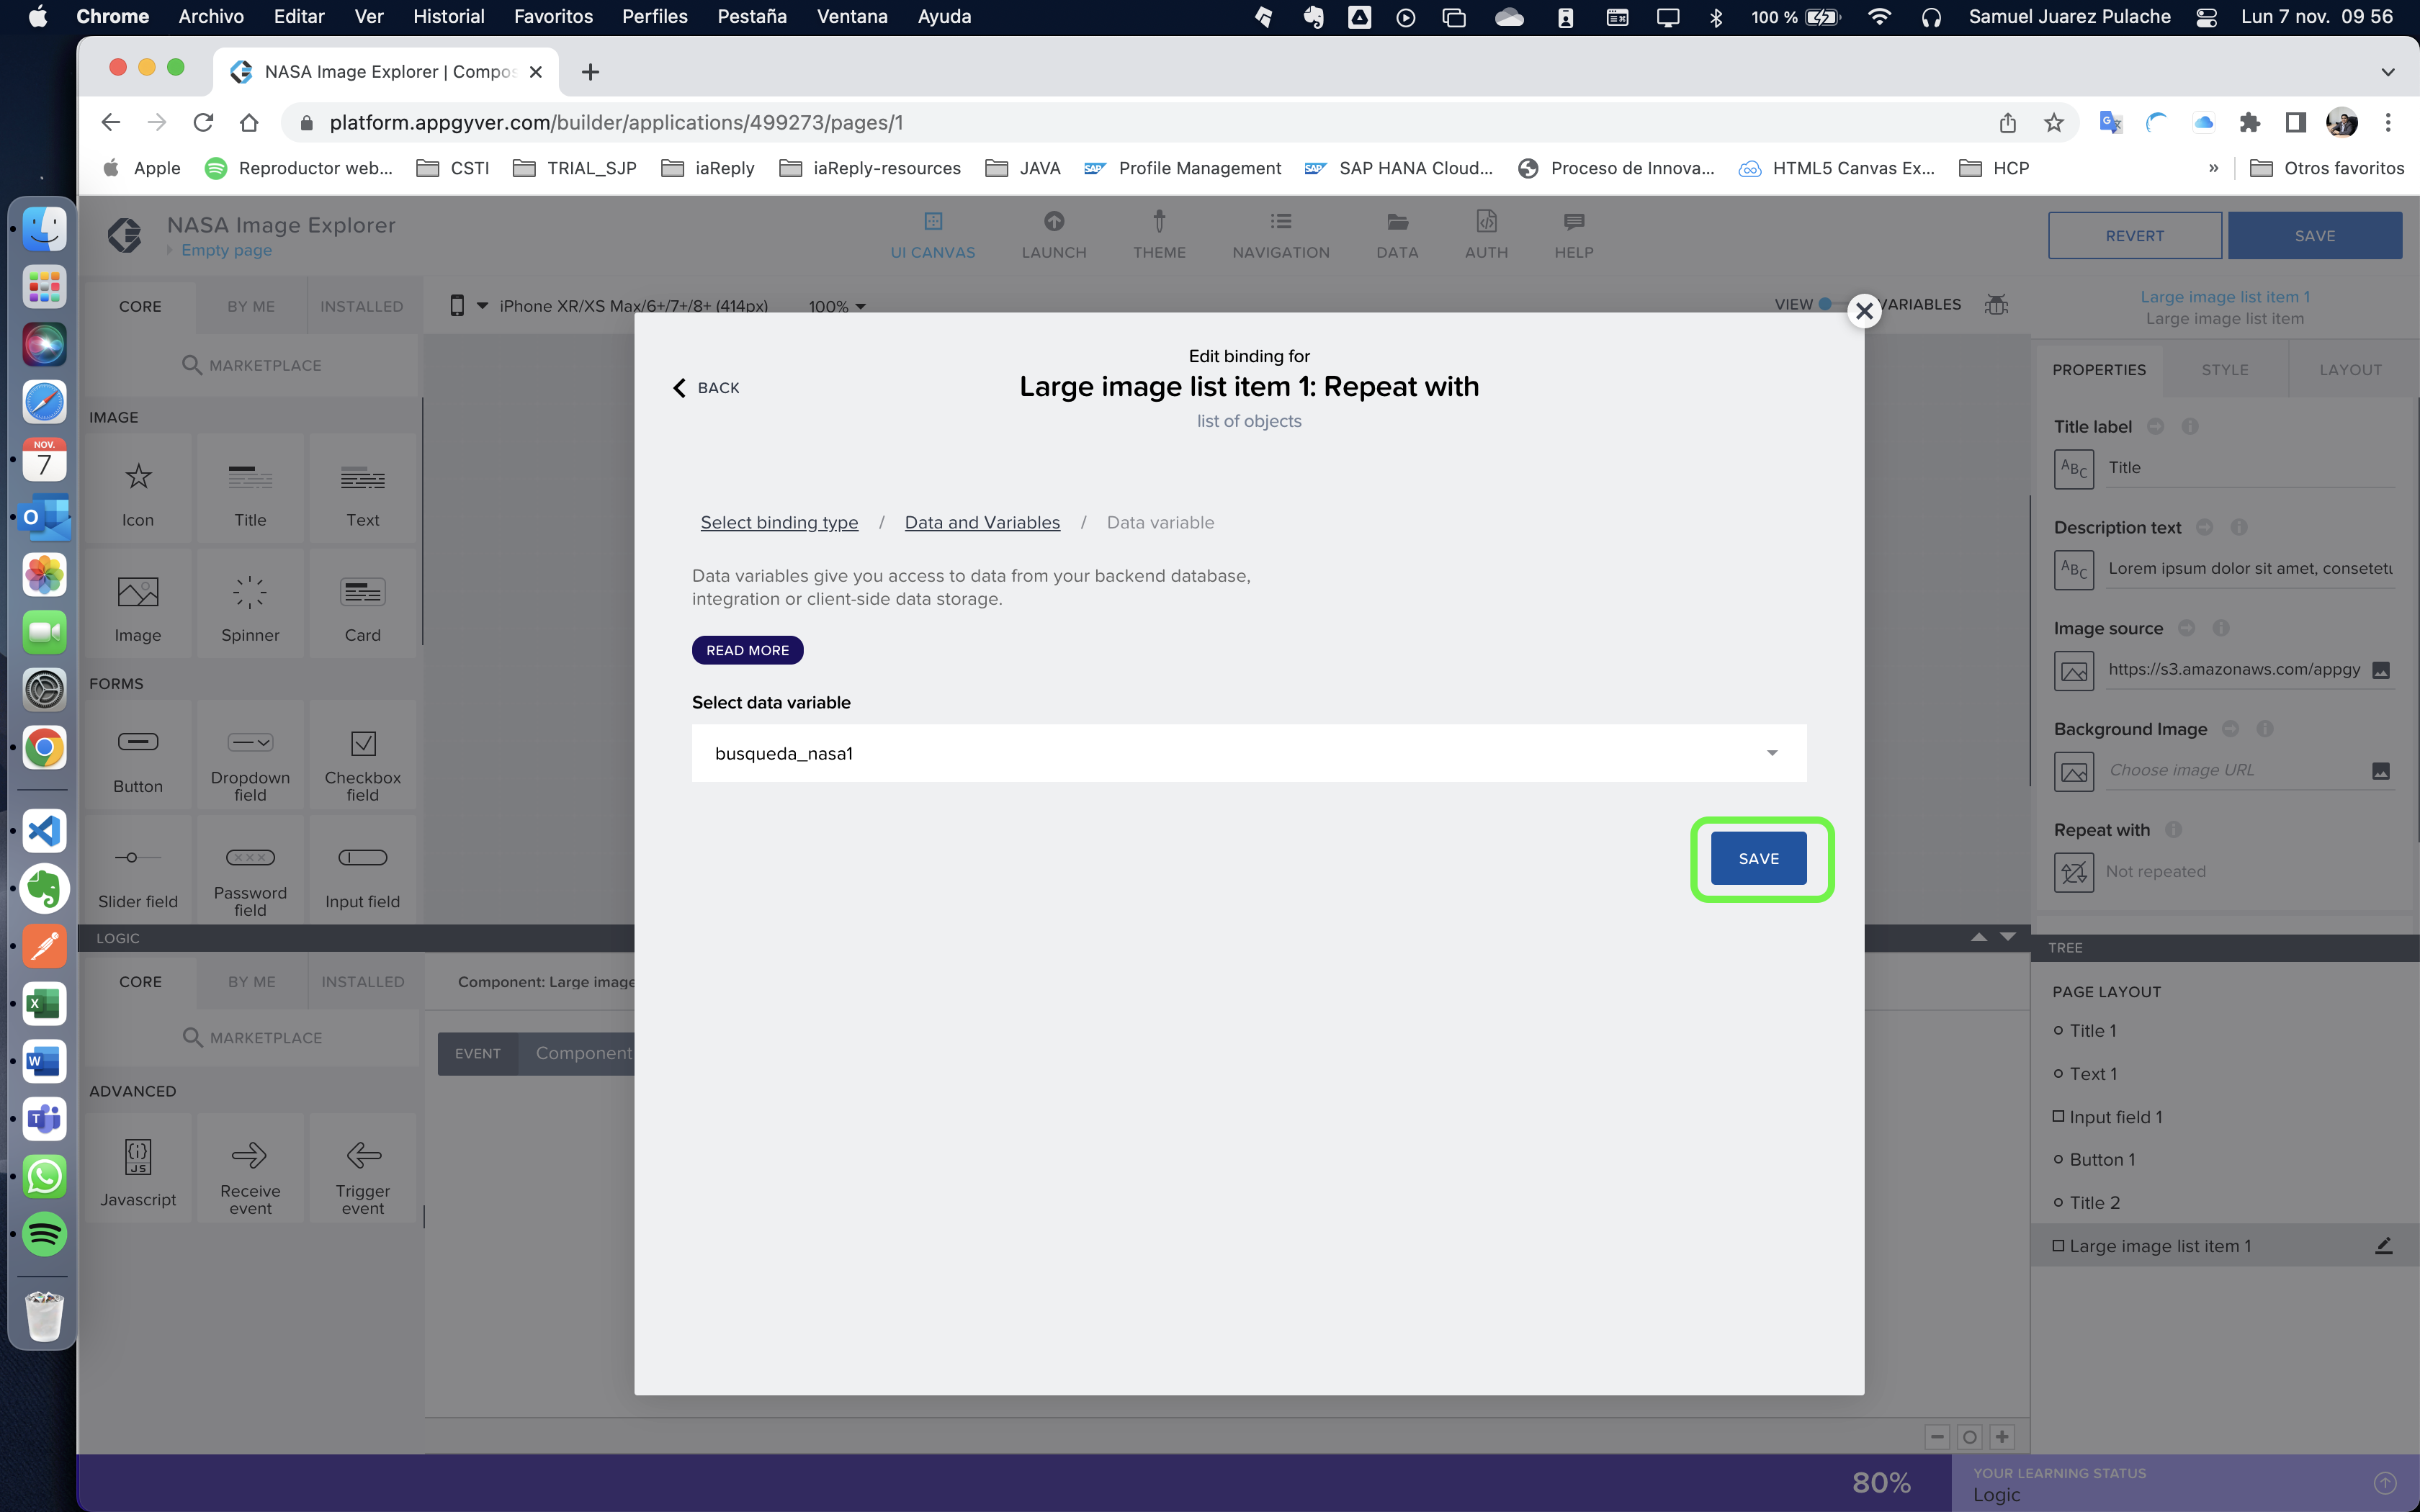 Chrome Archivo Editar Ver Historial Favoritos Perfiles Pestaña Ventana Ayuda 100 % Samuel Juarez Pulache Lun 7 nov. 09 56
NASA Image Explorer | Compos
platform.appgyver.com/builder/applications/499273/pages/1
Apple Reproductor web... CSTI TRIAL_SJP iaReply iaReply-resources JAVA Profile Management SAP HANA Cloud... Proceso de Innova... HTML5 Canvas Ex... HCP » Otros favoritos
NASA Image Explorer
Empty page
UI CANVAS LAUNCH THEME NAVIGATION DATA AUTH HELP
REVERT SAVE
CORE BY ME INSTALLED
iPhone XR/XS Max/6+/7+/8+ (414px) 100%
VIEW VARIABLES
Large image list item 1
Large image list item
MARKETPLACE
PROPERTIES STYLE LAYOUT
IMAGE
Icon Title Text
Image Spinner Card
FORMS
Button Dropdown field Checkbox field
Slider field Password field Input field
Edit binding for
BACK
Large image list item 1: Repeat with
list of objects
Select binding type / Data and Variables / Data variable
Data variables give you access to data from your backend database,
integration or client-side data storage.
READ MORE
Select data variable
busqueda_nasa1
SAVE
Title label
Title
Description text
Lorem ipsum dolor sit amet, consetetu
Image source
https://s3.amazonaws.com/appgy
Background Image
Choose image URL
Repeat with
Not repeated
LOGIC
CORE BY ME INSTALLED
Component: Large image
MARKETPLACE
EVENT Component
ADVANCED
Javascript Receive event Trigger event
TREE
PAGE LAYOUT
Title 1
Text 1
Input field 1
Button 1
Title 2
Large image list item 1
80%
YOUR LEARNING STATUS
Logic
NOV.
7